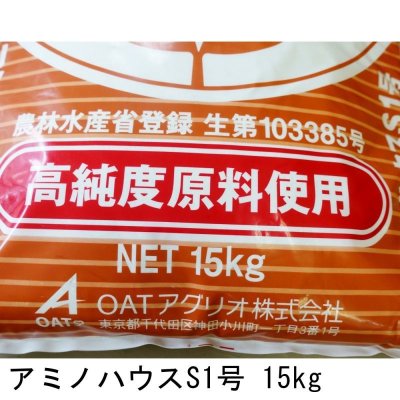 農林水産省登録 生第103385号
高純度原料使用
NET 15kg
OATアグリオ株式会社
OAT®
東京都千代田区神田小川町一丁目3番1号
アミノハウスS1号 15kg